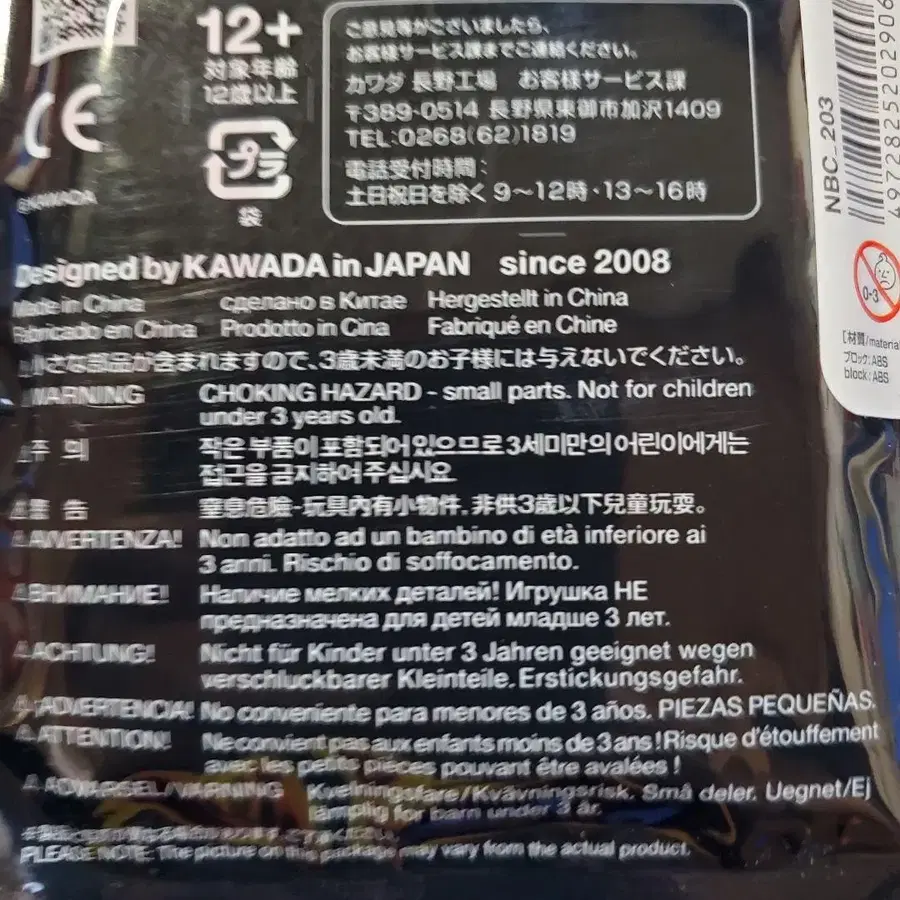 12+
対象年齢
12歳以上
CE
プラ
袋
©KAWADA
ご意見等がございましたら、
お客様サービス課までご連絡ください。
カワダ 長野工場 お客様サービス課
〒389-0514 長野県東御市加沢1409
TEL:0268(62)1819
電話受付時間:
土日祝日を除く 9〜12時・13〜16時
NBC_203
0-3
[材質/material
ブロック:ABS
block:ABS
Designed by KAWADA in JAPAN since 2008
Made in China сделано в Китае Hergestellt in China
Fabricado en China Prodotto in Cina Fabriqué en Chine
小さな部品が含まれますので、3歳未満のお子様には与えないでください。
WARNING CHOKING HAZARD - small parts. Not for children
under 3 years old.
주 의 작은 부품이 포함되어 있으므로 3세미만의 어린이에게는
접근을 금지하여 주십시요
警 告 窒息危險-玩具內有小物件. 非供3歲以下兒童玩耍。
AVVERTENZA! Non adatto ad un bambino di età inferiore ai
3 anni. Rischio di soffocamento.
ВНИМАНИЕ! Наличие мелких деталей! Игрушка НЕ
предназначена для детей младше 3 лет.
ACHTUNG! Nicht für Kinder unter 3 Jahren geeignet wegen
verschluckbarer Kleinteile. Erstickungsgefahr.
ADVERTENCIA! No conveniente para menores de 3 años. PIEZAS PEQUEÑAS.
ATTENTION! Ne convient pas aux enfants moins de 3 ans ! Risque d'étouffement
avec les petits pièces pouvant être avalées !
ADVARSEL/VARNING Kvelningsfare/Kvävningsrisk. Små deler. Uegnet/Ej
lämplig for barn under 3 år.
PLEASE NOTE: The picture on this package may vary from the actual product.